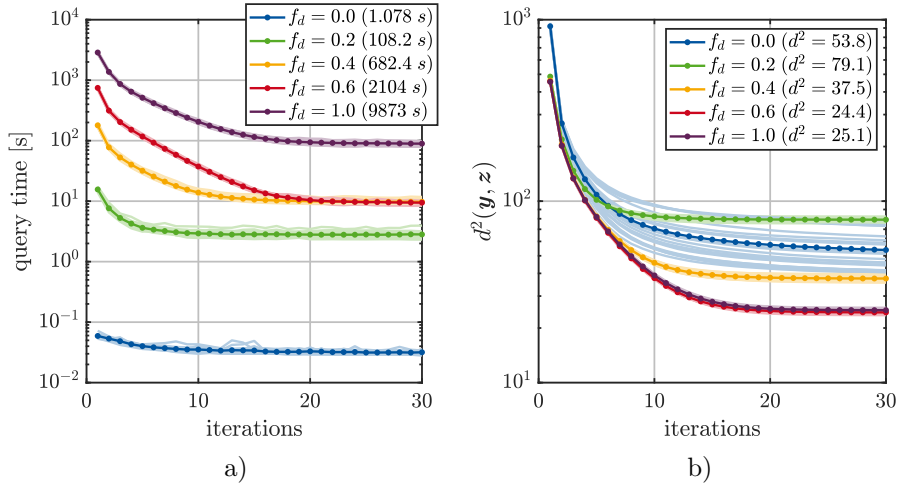 f_d = 0.0 (1.078 s)
f_d = 0.2 (108.2 s)
f_d = 0.4 (682.4 s)
f_d = 0.6 (2104 s)
f_d = 1.0 (9873 s)
10^4
10^3
10^2
10^1
10^0
10^{-1}
10^{-2}
query time [s]
0 10 20 30
iterations
a)
f_d = 0.0 (d^2 = 53.8)
f_d = 0.2 (d^2 = 79.1)
f_d = 0.4 (d^2 = 37.5)
f_d = 0.6 (d^2 = 24.4)
f_d = 1.0 (d^2 = 25.1)
10^2
10^1
d^2(y, z)
0 10 20 30
iterations
b)